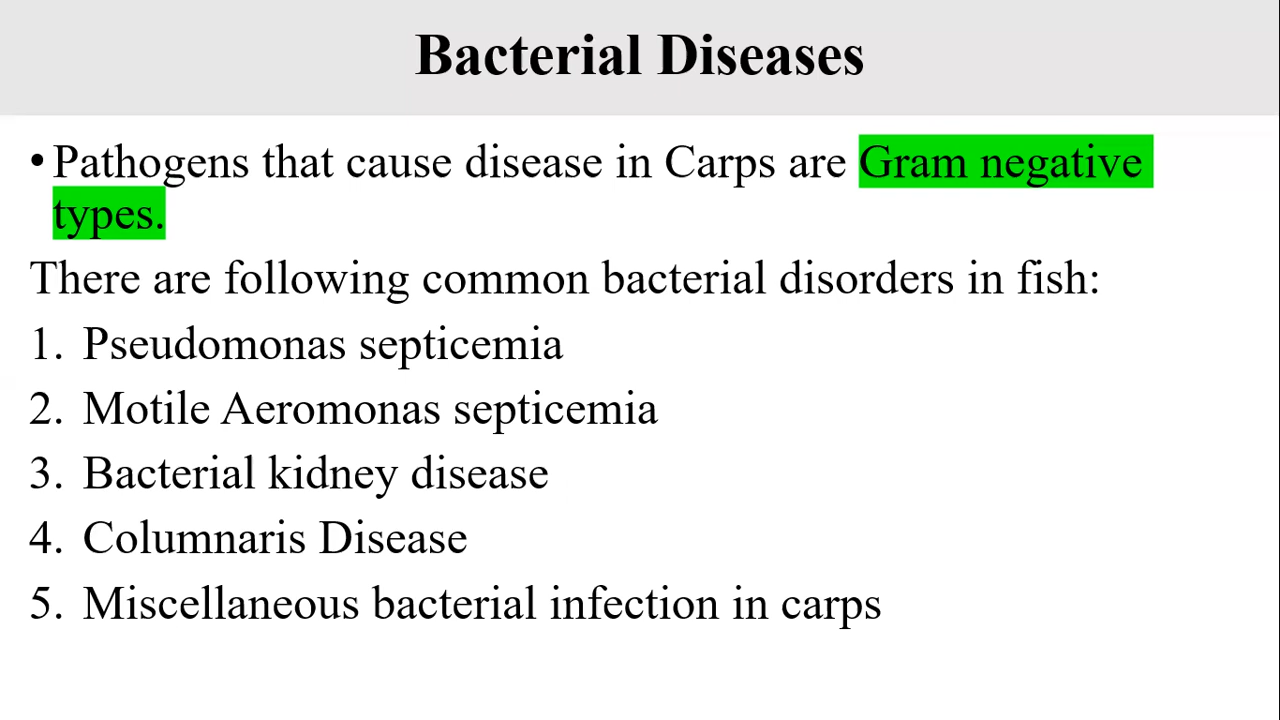 Bacterial Diseases
• Pathogens that cause disease in Carps are Gram negative
types.
There are following common bacterial disorders in fish:
1. Pseudomonas septicemia
2. Motile Aeromonas septicemia
3. Bacterial kidney disease
4. Columnaris Disease
5. Miscellaneous bacterial infection in carps